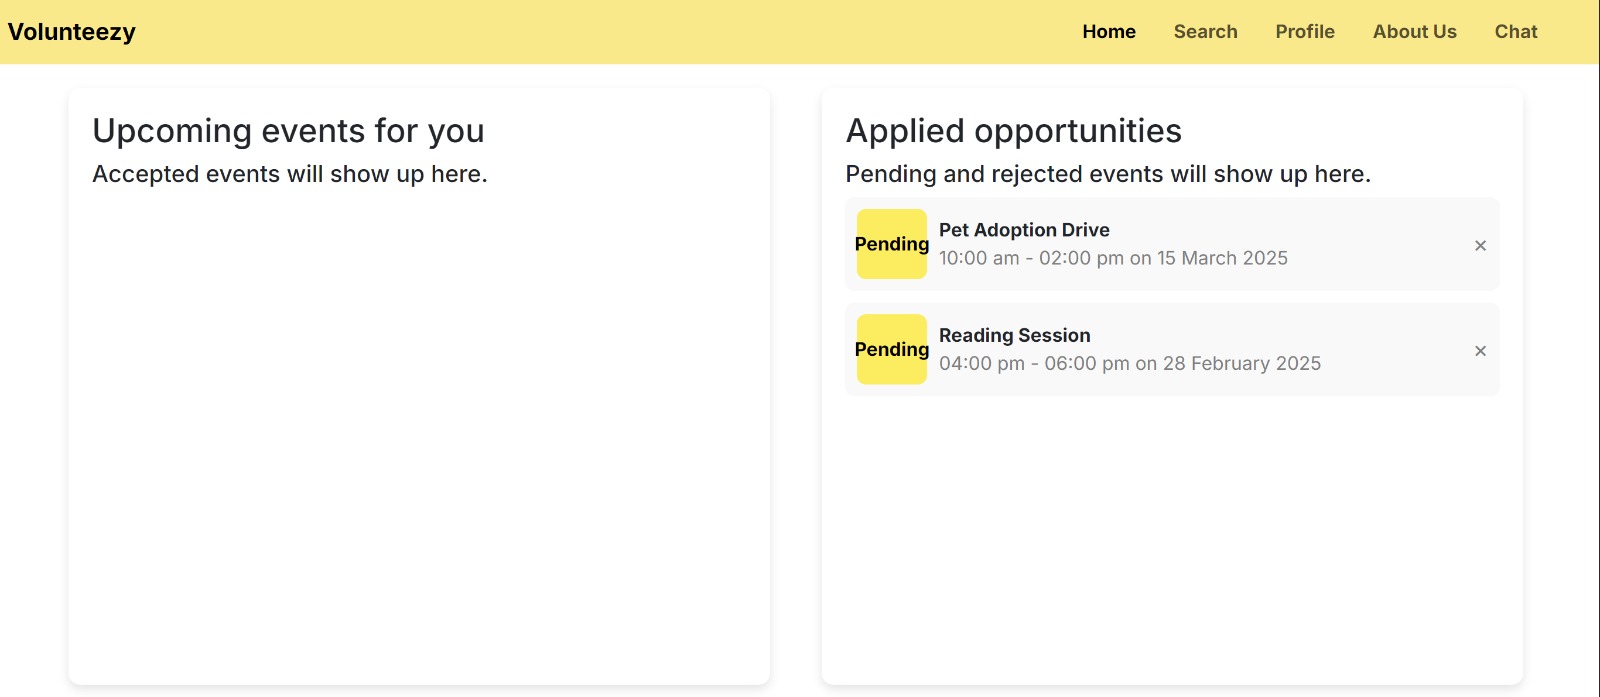 Volunteezy
Home Search Profile About Us Chat
Upcoming events for you
Accepted events will show up here.
Applied opportunities
Pending and rejected events will show up here.
Pending
Pet Adoption Drive
10:00 am - 02:00 pm on 15 March 2025
×
Pending
Reading Session
04:00 pm - 06:00 pm on 28 February 2025
×